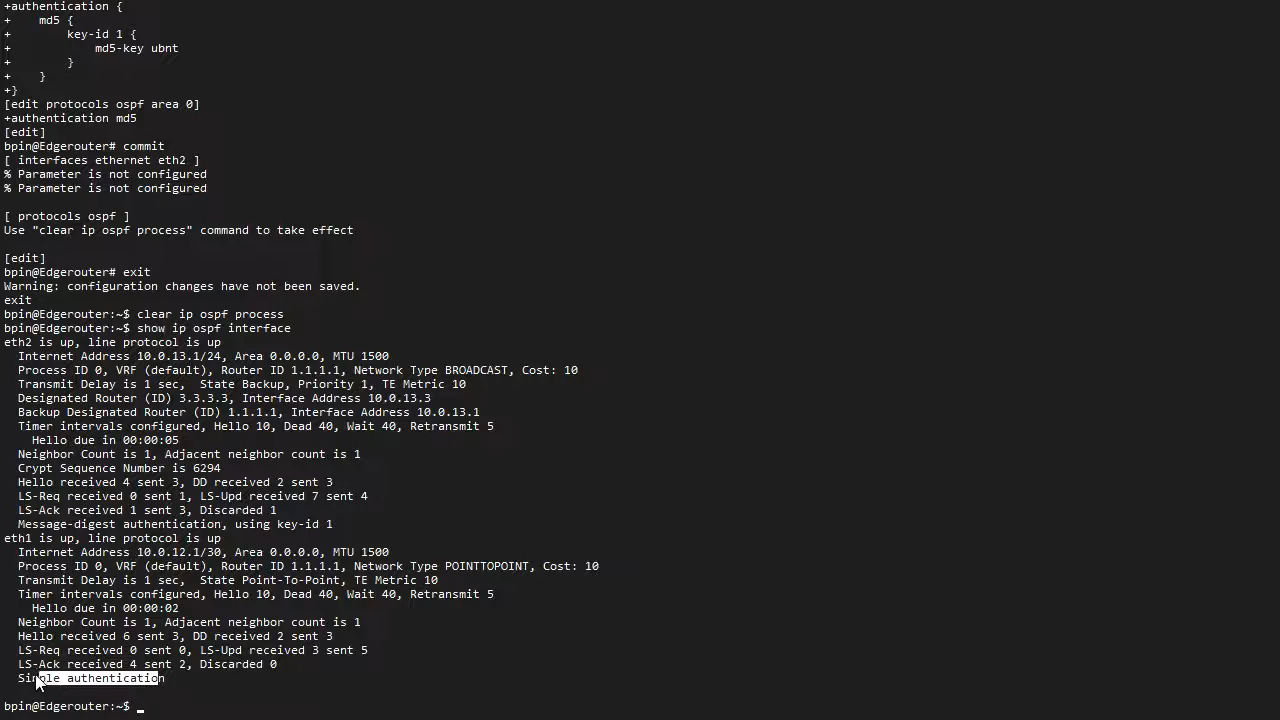 +authentication {
+    md5 {
+        key-id 1 {
+            md5-key ubnt
+        }
+    }
+}
[edit protocols ospf area 0]
+authentication md5
[edit]
bpin@Edgerouter# commit
[ interfaces ethernet eth2 ]
% Parameter is not configured
% Parameter is not configured

[ protocols ospf ]
Use "clear ip ospf process" command to take effect

[edit]
bpin@Edgerouter# exit
Warning: configuration changes have not been saved.
exit
bpin@Edgerouter:~$ clear ip ospf process
bpin@Edgerouter:~$ show ip ospf interface
eth2 is up, line protocol is up
  Internet Address 10.0.13.1/24, Area 0.0.0.0, MTU 1500
  Process ID 0, VRF (default), Router ID 1.1.1.1, Network Type BROADCAST, Cost: 10
  Transmit Delay is 1 sec,  State Backup, Priority 1, TE Metric 10
  Designated Router (ID) 3.3.3.3, Interface Address 10.0.13.3
  Backup Designated Router (ID) 1.1.1.1, Interface Address 10.0.13.1
  Timer intervals configured, Hello 10, Dead 40, Wait 40, Retransmit 5
    Hello due in 00:00:05
  Neighbor Count is 1, Adjacent neighbor count is 1
  Crypt Sequence Number is 6294
  Hello received 4 sent 3, DD received 2 sent 3
  LS-Req received 0 sent 1, LS-Upd received 7 sent 4
  LS-Ack received 1 sent 3, Discarded 1
  Message-digest authentication, using key-id 1
eth1 is up, line protocol is up
  Internet Address 10.0.12.1/30, Area 0.0.0.0, MTU 1500
  Process ID 0, VRF (default), Router ID 1.1.1.1, Network Type POINTTOPOINT, Cost: 10
  Transmit Delay is 1 sec,  State Point-To-Point, TE Metric 10
  Timer intervals configured, Hello 10, Dead 40, Wait 40, Retransmit 5
    Hello due in 00:00:02
  Neighbor Count is 1, Adjacent neighbor count is 1
  Hello received 6 sent 3, DD received 2 sent 3
  LS-Req received 0 sent 0, LS-Upd received 3 sent 5
  LS-Ack received 4 sent 2, Discarded 0
  Simple authentication

bpin@Edgerouter:~$ _